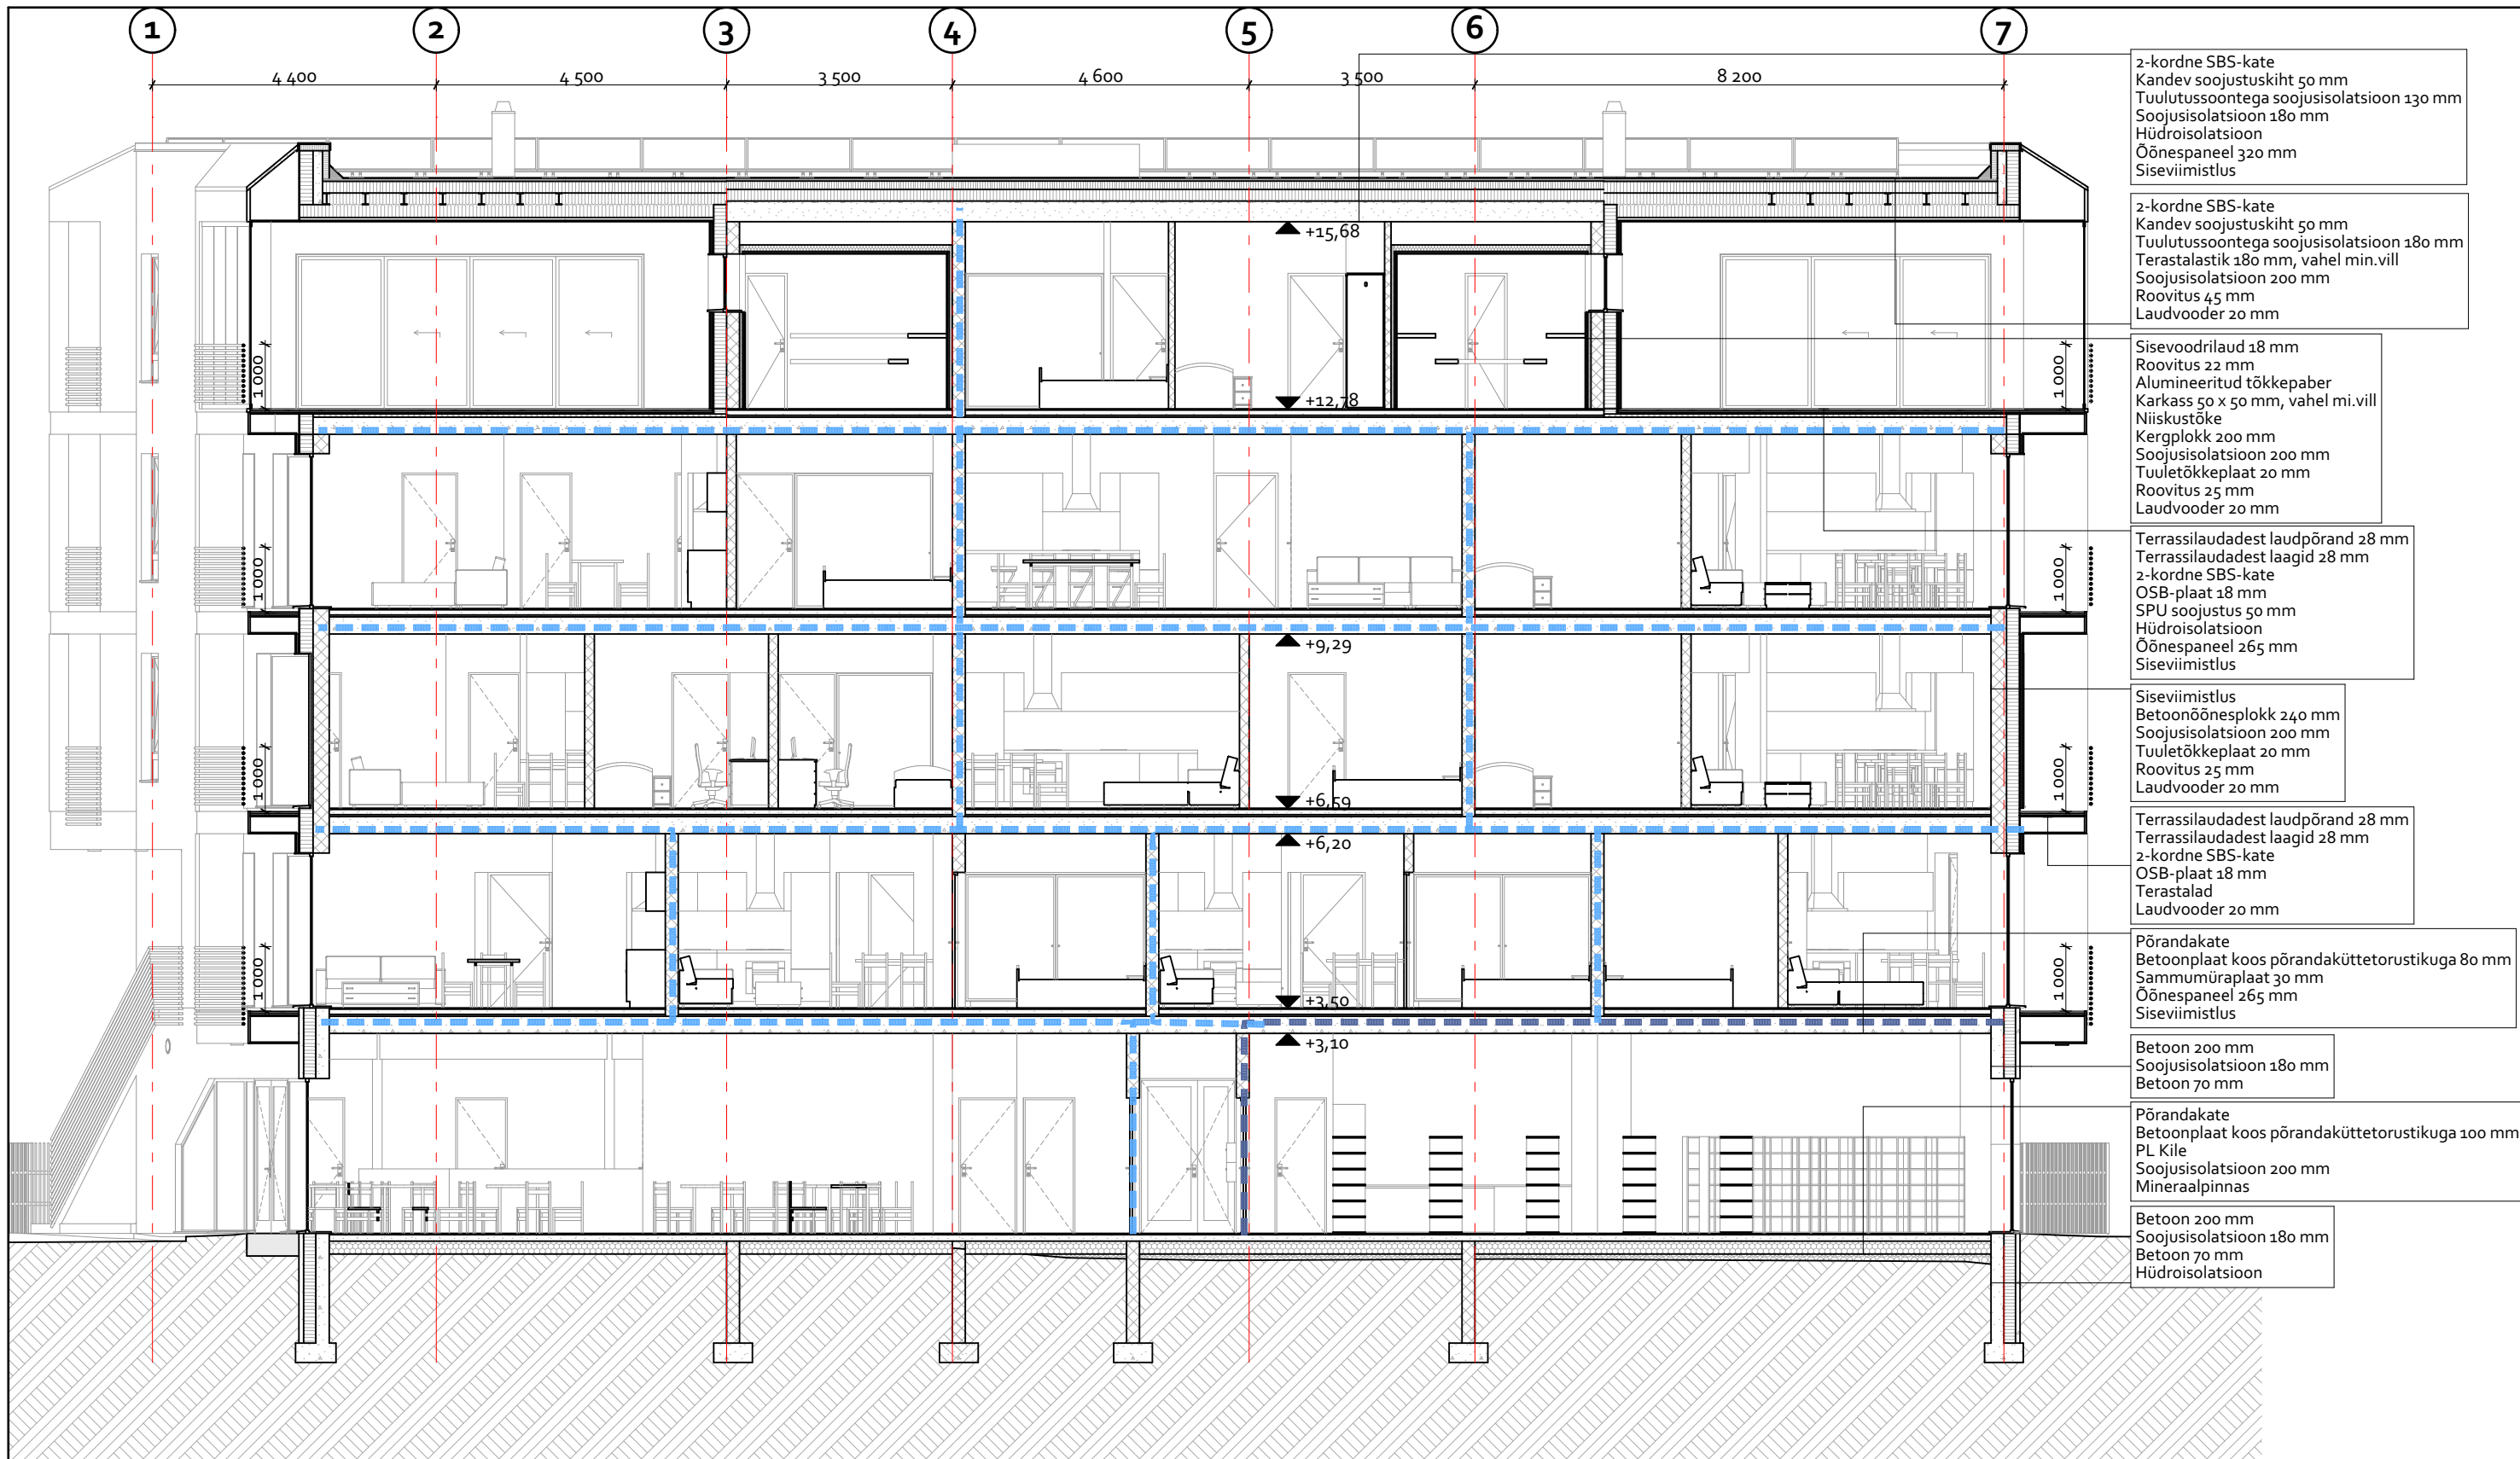 1
2
3
4
5
6
7
4 400
4 500
3 500
4 600
3 500
8 200
2-kordne SBS-kate
Kandev soojustuskiht 50 mm
Tuulutussoontega soojusisolatsioon 130 mm
Soojusisolatsioon 180 mm
Hüdroisolatsioon
Õõnespaneel 320 mm
Siseviimistlus
2-kordne SBS-kate
Kandev soojustuskiht 50 mm
Tuulutussoontega soojusisolatsioon 180 mm
Terastalastik 180 mm, vahel min.vill
Soojusisolatsioon 200 mm
Roovitus 45 mm
Laudvooder 20 mm
+15,68
1 000
1 000
+12,78
Sisevoodrilaud 18 mm
Roovitus 22 mm
Alumineeritud tõkkepaber
Karkass 50 x 50 mm, vahel mi.vill
Niiskustõke
Kergplokk 200 mm
Soojusisolatsioon 200 mm
Tuuletõkkeplaat 20 mm
Roovitus 25 mm
Laudvooder 20 mm
1 000
1 000
Terrassilaudadest laudpõrand 28 mm
Terrassilaudadest laagid 28 mm
2-kordne SBS-kate
OSB-plaat 18 mm
SPU soojustus 50 mm
Hüdroisolatsioon
Õõnespaneel 265 mm
Siseviimistlus
+9,29
1 000
1 000
+6,59
Siseviimistlus
Betoonõõnesplokk 240 mm
Soojusisolatsioon 200 mm
Tuuletõkkeplaat 20 mm
Roovitus 25 mm
Laudvooder 20 mm
+6,20
Terrassilaudadest laudpõrand 28 mm
Terrassilaudadest laagid 28 mm
2-kordne SBS-kate
OSB-plaat 18 mm
Terastalad
Laudvooder 20 mm
1 000
1 000
+3,50
Põrandakate
Betoonplaat koos põrandaküttetorustikuga 80 mm
Sammumüraplaat 30 mm
Õõnespaneel 265 mm
Siseviimistlus
+3,10
Betoon 200 mm
Soojusisolatsioon 180 mm
Betoon 70 mm
Põrandakate
Betoonplaat koos põrandaküttetorustikuga 100 mm
PL Kile
Soojusisolatsioon 200 mm
Mineraalpinnas
Betoon 200 mm
Soojusisolatsioon 180 mm
Betoon 70 mm
Hüdroisolatsioon